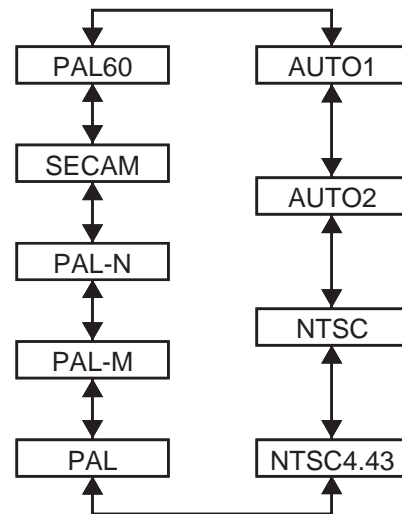 PAL60
SECAM
PAL-N
PAL-M
PAL
AUTO1
AUTO2
NTSC
NTSC4.43